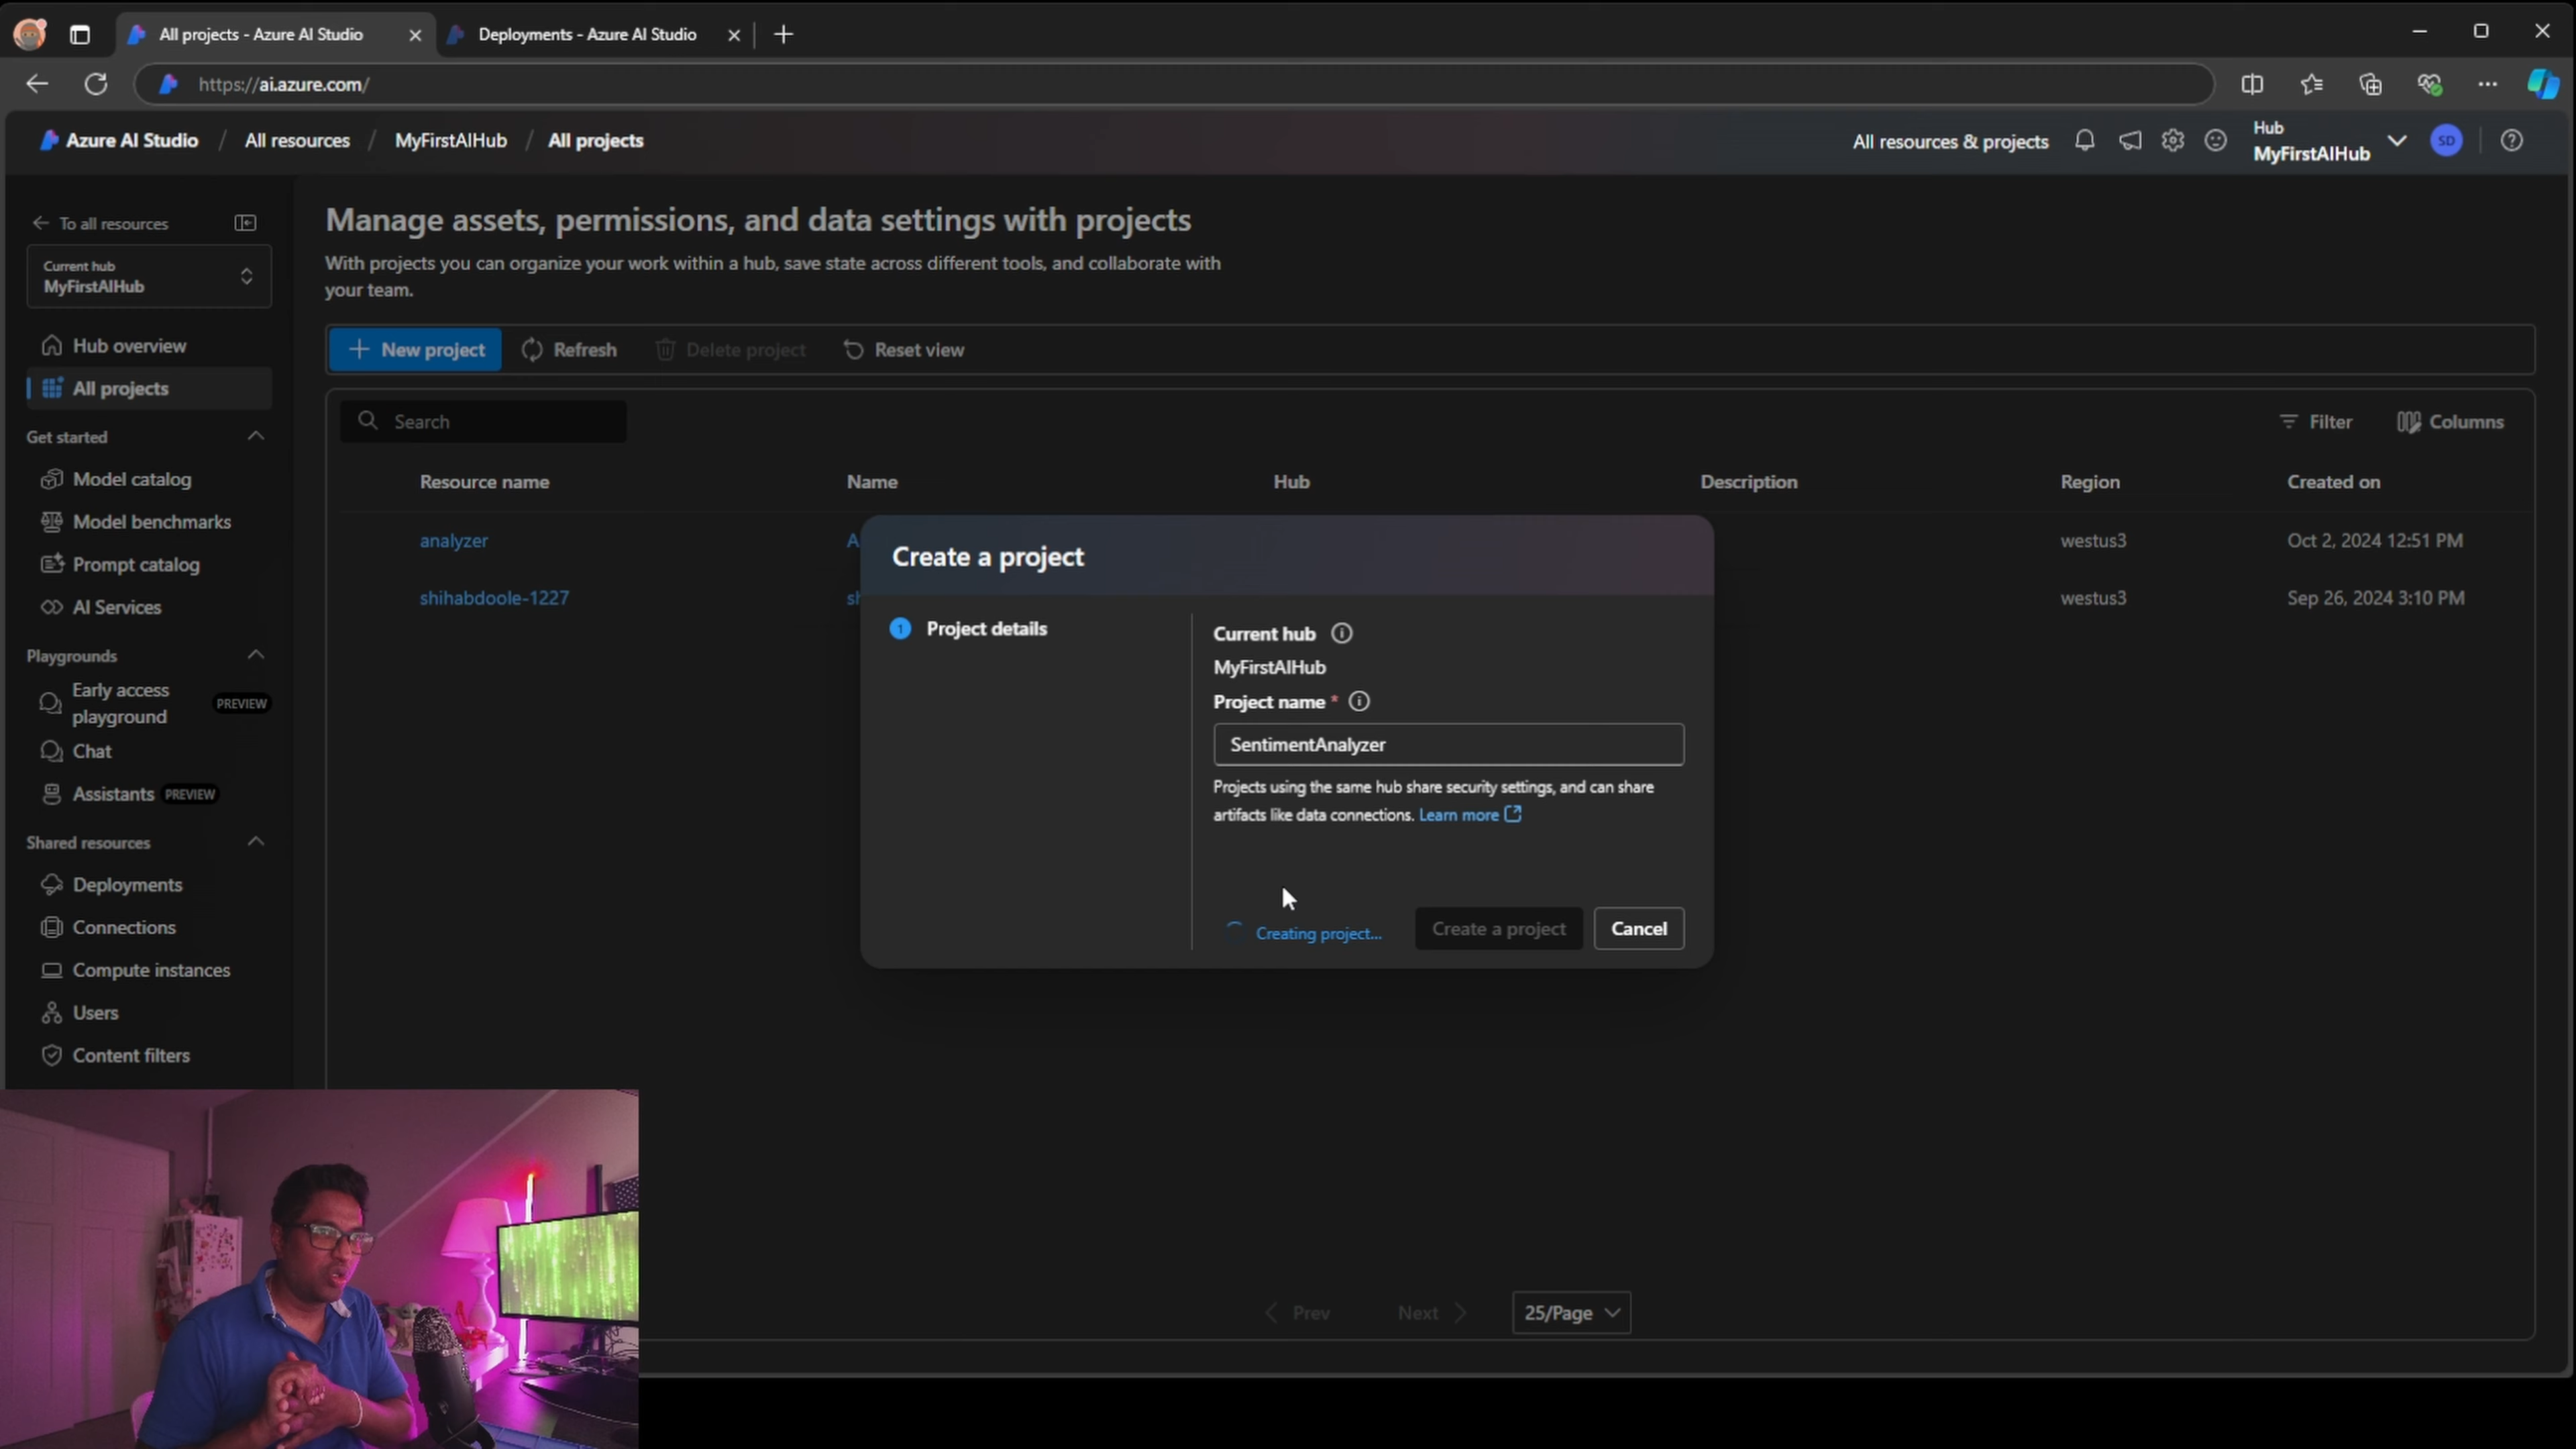 All projects - Azure AI Studio
Deployments - Azure AI Studio
https://ai.azure.com/
Azure AI Studio / All resources / MyFirstAIHub / All projects
All resources & projects
Hub
MyFirstAIHub
SD
To all resources
Current hub
MyFirstAIHub
Hub overview
All projects
Get started
Model catalog
Model benchmarks
Prompt catalog
AI Services
Playgrounds
Early access
playground
PREVIEW
Chat
Assistants PREVIEW
Shared resources
Deployments
Connections
Compute instances
Users
Content filters
Manage assets, permissions, and data settings with projects
With projects you can organize your work within a hub, save state across different tools, and collaborate with
your team.
New project Refresh Delete project Reset view
Search
Filter Columns
Resource name Name Hub Description Region Created on
analyzer A westus3 Oct 2, 2024 12:51 PM
shihabdoole-1227 sh westus3 Sep 26, 2024 3:10 PM
Create a project
1 Project details
Current hub
MyFirstAIHub
Project name *
SentimentAnalyzer
Projects using the same hub share security settings, and can share
artifacts like data connections. Learn more
Creating project... Create a project Cancel
Prev Next 25/Page